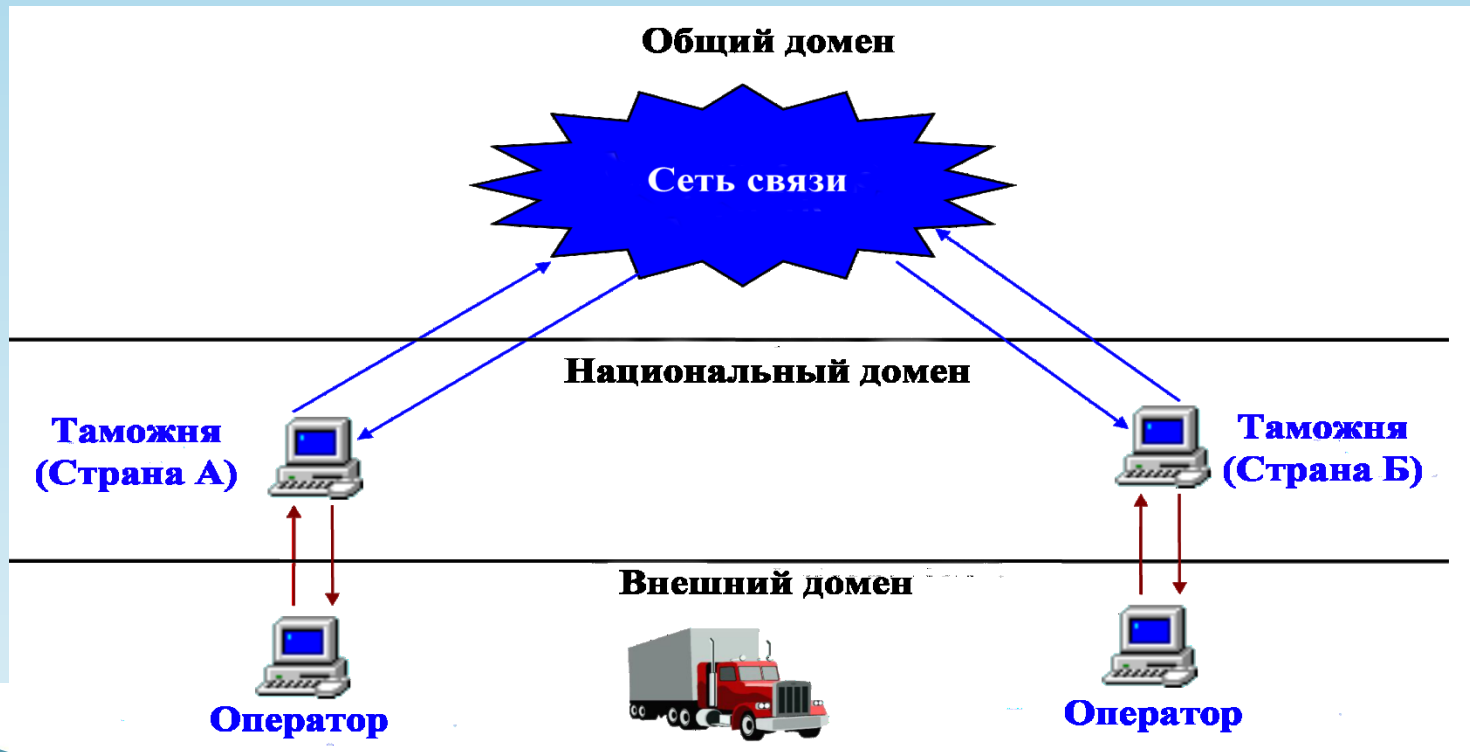 Общий домен
Сеть связи
Национальный домен
Таможня
(Страна А)
Таможня
(Страна Б)
Внешний домен
Оператор
Оператор